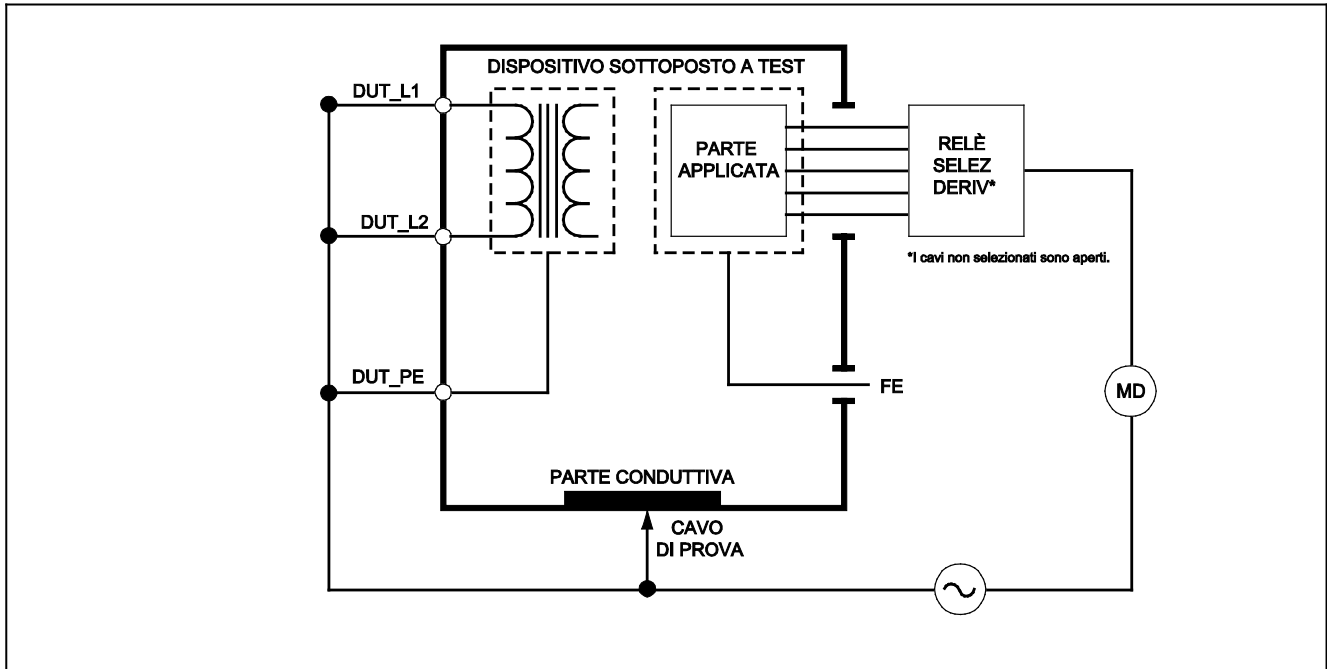 DISPOSITIVO SOTTOPOSTO A TEST
DUT_L1
PARTE
APPLICATA
RELÈ
SELEZ
DERIV*
DUT_L2
*I cavi non selezionati sono aperti.
DUT_PE
FE
MD
PARTE CONDUTTIVA
CAVO
DI PROVA